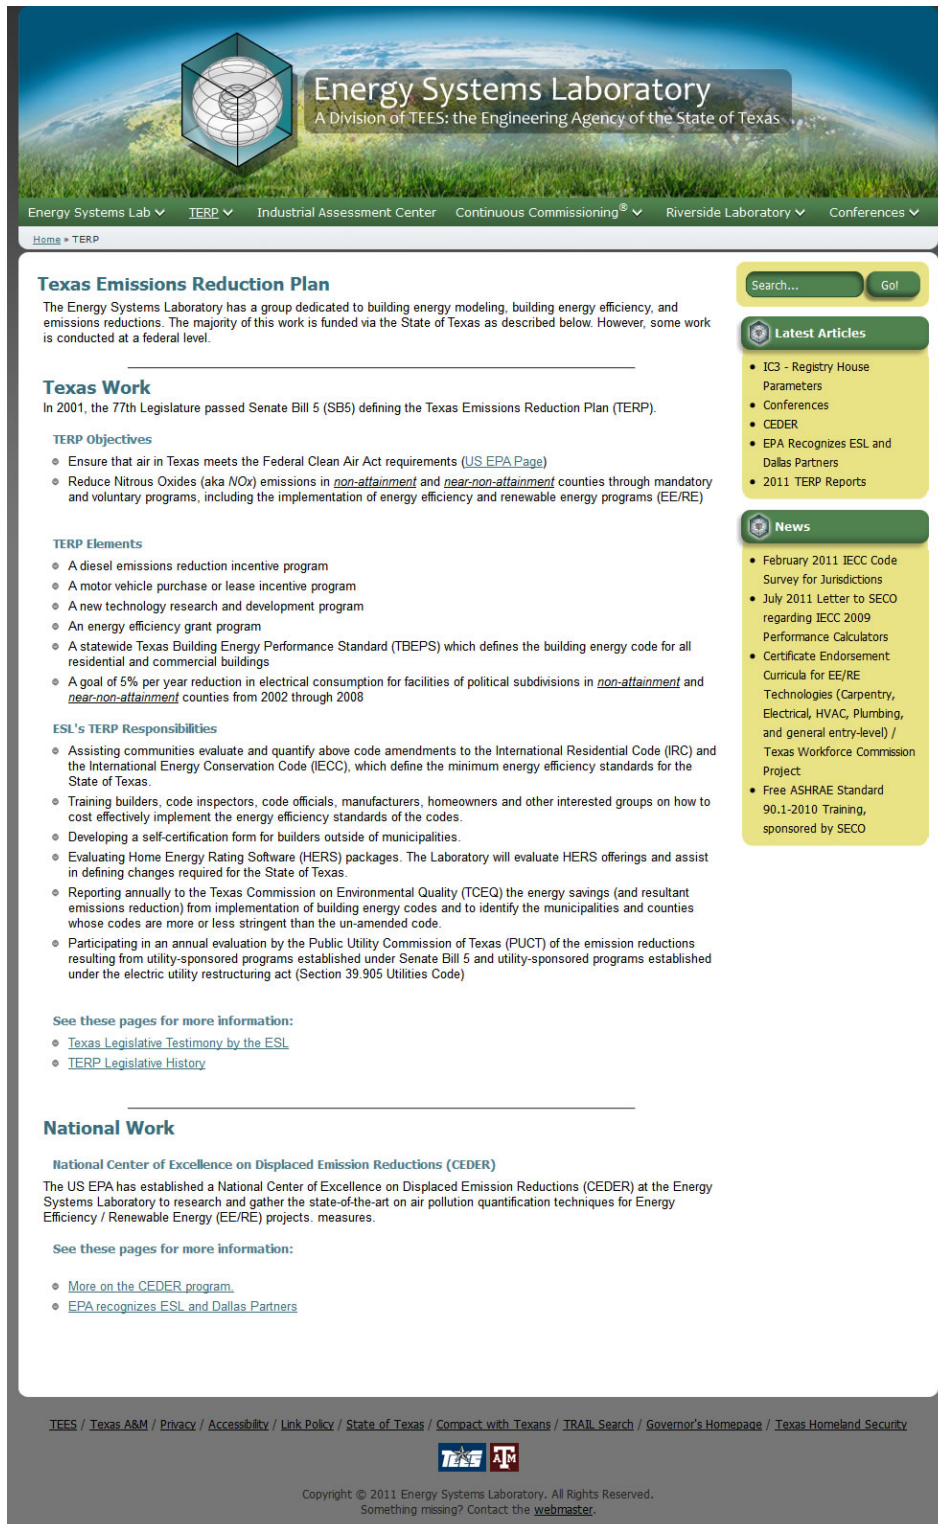 Energy Systems Laboratory
A Division of TEES: the Engineering Agency of the State of Texas
Energy Systems Lab TERP Industrial Assessment Center Continuous Commissioning® Riverside Laboratory Conferences
Home » TERP
Texas Emissions Reduction Plan
The Energy Systems Laboratory has a group dedicated to building energy modeling, building energy efficiency, and
emissions reductions. The majority of this work is funded via the State of Texas as described below. However, some work
is conducted at a federal level.
Texas Work
In 2001, the 77th Legislature passed Senate Bill 5 (SB5) defining the Texas Emissions Reduction Plan (TERP).
TERP Objectives
Ensure that air in Texas meets the Federal Clean Air Act requirements (US EPA Page)
Reduce Nitrous Oxides (aka NOx) emissions in non-attainment and near-non-attainment counties through mandatory
and voluntary programs, including the implementation of energy efficiency and renewable energy programs (EE/RE)
TERP Elements
A diesel emissions reduction incentive program
A motor vehicle purchase or lease incentive program
A new technology research and development program
An energy efficiency grant program
A statewide Texas Building Energy Performance Standard (TBEPS) which defines the building energy code for all
residential and commercial buildings
A goal of 5% per year reduction in electrical consumption for facilities of political subdivisions in non-attainment and
near-non-attainment counties from 2002 through 2008
ESL's TERP Responsibilities
Assisting communities evaluate and quantify above code amendments to the International Residential Code (IRC) and
the International Energy Conservation Code (IECC), which define the minimum energy efficiency standards for the
State of Texas.
Training builders, code inspectors, code officials, manufacturers, homeowners and other interested groups on how to
cost effectively implement the energy efficiency standards of the codes.
Developing a self-certification form for builders outside of municipalities.
Evaluating Home Energy Rating Software (HERS) packages. The Laboratory will evaluate HERS offerings and assist
in defining changes required for the State of Texas.
Reporting annually to the Texas Commission on Environmental Quality (TCEQ) the energy savings (and resultant
emissions reduction) from implementation of building energy codes and to identify the municipalities and counties
whose codes are more or less stringent than the un-amended code.
Participating in an annual evaluation by the Public Utility Commission of Texas (PUCT) of the emission reductions
resulting from utility-sponsored programs established under Senate Bill 5 and utility-sponsored programs established
under the electric utility restructuring act (Section 39.905 Utilities Code)
See these pages for more information:
Texas Legislative Testimony by the ESL
TERP Legislative History
National Work
National Center of Excellence on Displaced Emission Reductions (CEDER)
The US EPA has established a National Center of Excellence on Displaced Emission Reductions (CEDER) at the Energy
Systems Laboratory to research and gather the state-of-the-art on air pollution quantification techniques for Energy
Efficiency / Renewable Energy (EE/RE) projects. measures.
See these pages for more information:
More on the CEDER program.
EPA recognizes ESL and Dallas Partners
Search... Go!
Latest Articles
IC3 - Registry House
Parameters
Conferences
CEDER
EPA Recognizes ESL and
Dallas Partners
2011 TERP Reports
News
February 2011 IECC Code
Survey for Jurisdictions
July 2011 Letter to SECO
regarding IECC 2009
Performance Calculators
Certificate Endorsement
Curricula for EE/RE
Technologies (Carpentry,
Electrical, HVAC, Plumbing,
and general entry-level) /
Texas Workforce Commission
Project
Free ASHRAE Standard
90.1-2010 Training,
sponsored by SECO
TEES / Texas A&M / Privacy / Accessibility / Link Policy / State of Texas / Compact with Texans / TRAIL Search / Governor's Homepage / Texas Homeland Security
TEES ATM
Copyright © 2011 Energy Systems Laboratory. All Rights Reserved.
Something missing? Contact the webmaster.